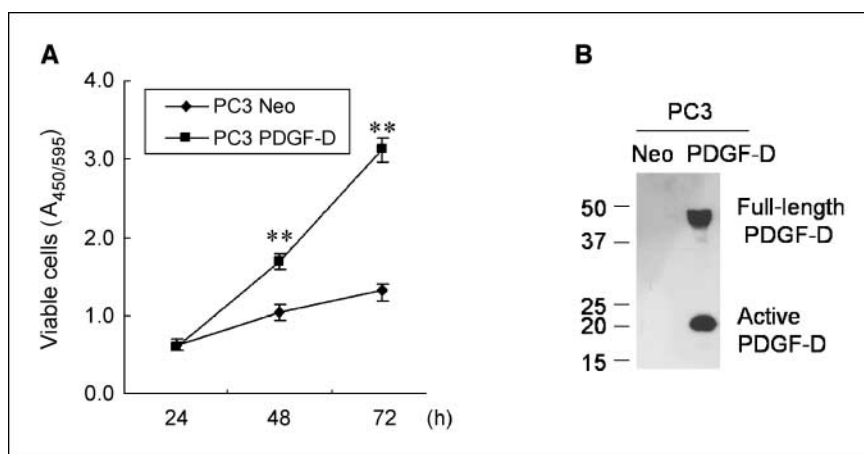 A
4.0
PC3 Neo
PC3 PDGF-D
**
3.0
**
2.0
1.0
0.0
24 48 72 (h)
Viable cells (A450/595)
B
PC3
Neo PDGF-D
50
Full-length
PDGF-D
37
25
20
Active
PDGF-D
15